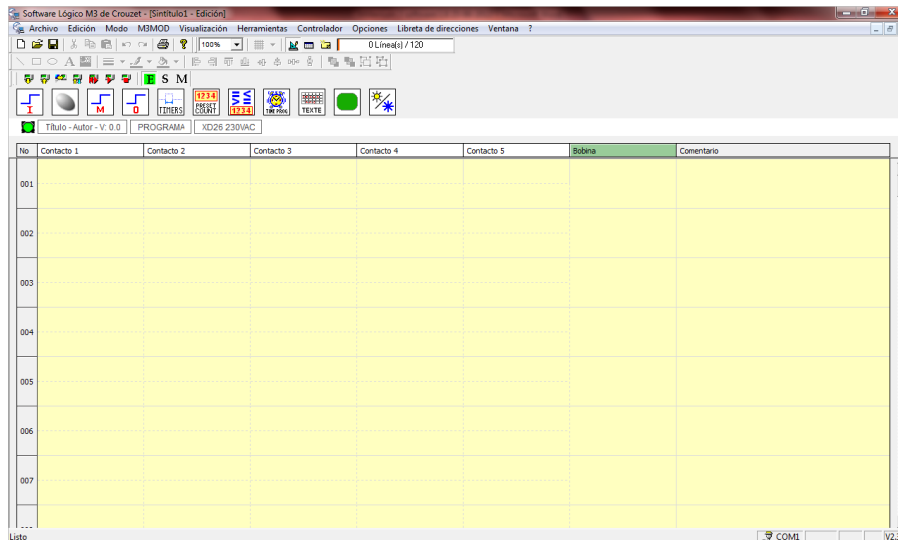 Software Lógico M3 de Crouzet - [Sintítulo1 - Edición]
Archivo Edición Modo M3MOD Visualización Herramientas Controlador Opciones Libreta de direcciones Ventana ?
100% 0 Línea(s) / 120
A
E S M
I M O TIMERS 1234 PRESET COUNT 1234 TIME PROG TEXTE
Título - Autor - V: 0.0 PROGRAMA XD26 230VAC
No Contacto 1 Contacto 2 Contacto 3 Contacto 4 Contacto 5 Bobina Comentario
001
002
003
004
005
006
007
Listo COM1